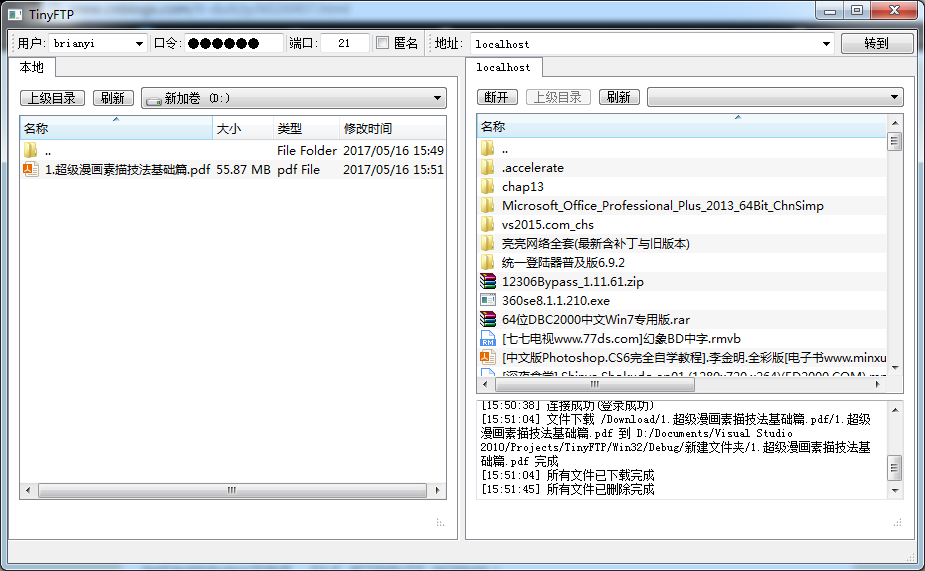 TinyFTP
用户: brianyi 口令: ●●●●●● 端口: 21 匿名 地址: localhost 转到
本地
上级目录 刷新 新加卷 (D:)
名称 大小 类型 修改时间
.. File Folder 2017/05/16 15:49
1.超级漫画素描技法基础篇.pdf 55.87 MB pdf File 2017/05/16 15:51
localhost
断开 上级目录 刷新
名称
..
.accelerate
chap13
Microsoft_Office_Professional_Plus_2013_64Bit_ChnSimp
vs2015.com_chs
亮亮网络全套(最新含补丁与旧版本)
统一登陆器普及版6.9.2
12306Bypass_1.11.61.zip
360se8.1.1.210.exe
64位DBC2000中文Win7专用版.rar
[七七电视www.77ds.com]幻象BD中字.rmvb
[中文版Photoshop.CS6完全自学教程].李金明.全彩版[电子书www.minxu
[15:50:38] 连接成功(登录成功)
[15:51:04] 文件下载 /Download/1.超级漫画素描技法基础篇.pdf/1.超级
漫画素描技法基础篇.pdf 到 D:/Documents/Visual Studio
2010/Projects/TinyFTP/Win32/Debug/新建文件夹/1.超级漫画素描技法基
础篇.pdf 完成
[15:51:04] 所有文件已下载完成
[15:51:45] 所有文件已删除完成